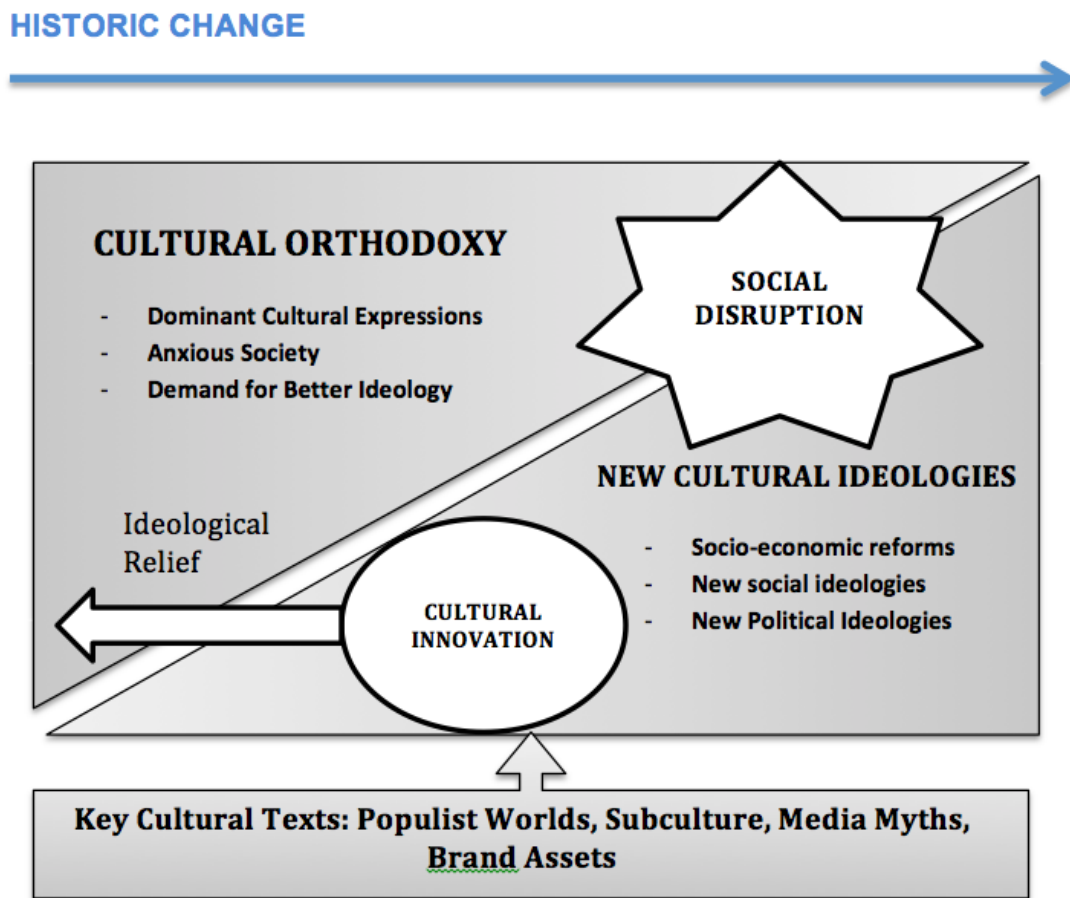 HISTORIC CHANGE
CULTURAL ORTHODOXY
- Dominant Cultural Expressions
- Anxious Society
- Demand for Better Ideology
SOCIAL
DISRUPTION
NEW CULTURAL IDEOLOGIES
- Socio-economic reforms
- New social ideologies
- New Political Ideologies
Ideological
Relief
CULTURAL
INNOVATION
Key Cultural Texts: Populist Worlds, Subculture, Media Myths,
Brand Assets